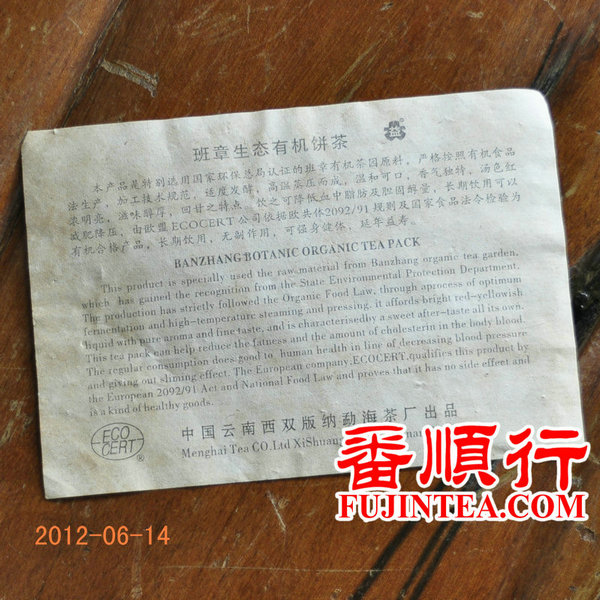 班章生态有机饼茶
益
本产品是特别选用国家环保总局认证的班章有机茶园原料，严格按照有机食品
法生产，加工技术规范，适度发酵，高温蒸压而成，温和可口，香气独特，汤色红
浓明亮，滋味醇厚，回甘之特点。饮之可降低血中脂肪及胆固醇量，长期饮用可以
减肥降压，由欧盟ECOCERT公司依据欧共体2092/91规则及国家食品法令检验为
有机合格产品，长期饮用，无制作用，可强身健体，延年益寿。
BANZHANG BOTANIC ORGANIC TEA PACK
This product is specially used the raw material from Banzhang organic tea garden,
which has gained the recognition from the State Environmental Protection Department.
The production has strictly followed the Organic Food Law, through aprocess of optimum
fermentation and high-temperature steaming and pressing, it affords bright red-yellowish
liquid with pure aroma and fine taste, and is characterisedby a sweet after-taste all its own.
This tea pack can help reduce the fatness and the amount of cholesterin in the body blood.
The regular consumption does good to human health in line of decreasing blood pressure
and giving out sliming effect. The European company.ECOCERT.qualifies this product by
the European 2092/91 Act and National Food Law and proves that it has no side effect and
is a kind of healthy goods.
ECO
CERT
®
中国云南西双版纳勐海茶厂出品
Menghai Tea CO.Ltd XiShuang
番順行
FUJINTEA.COM
2012-06-14